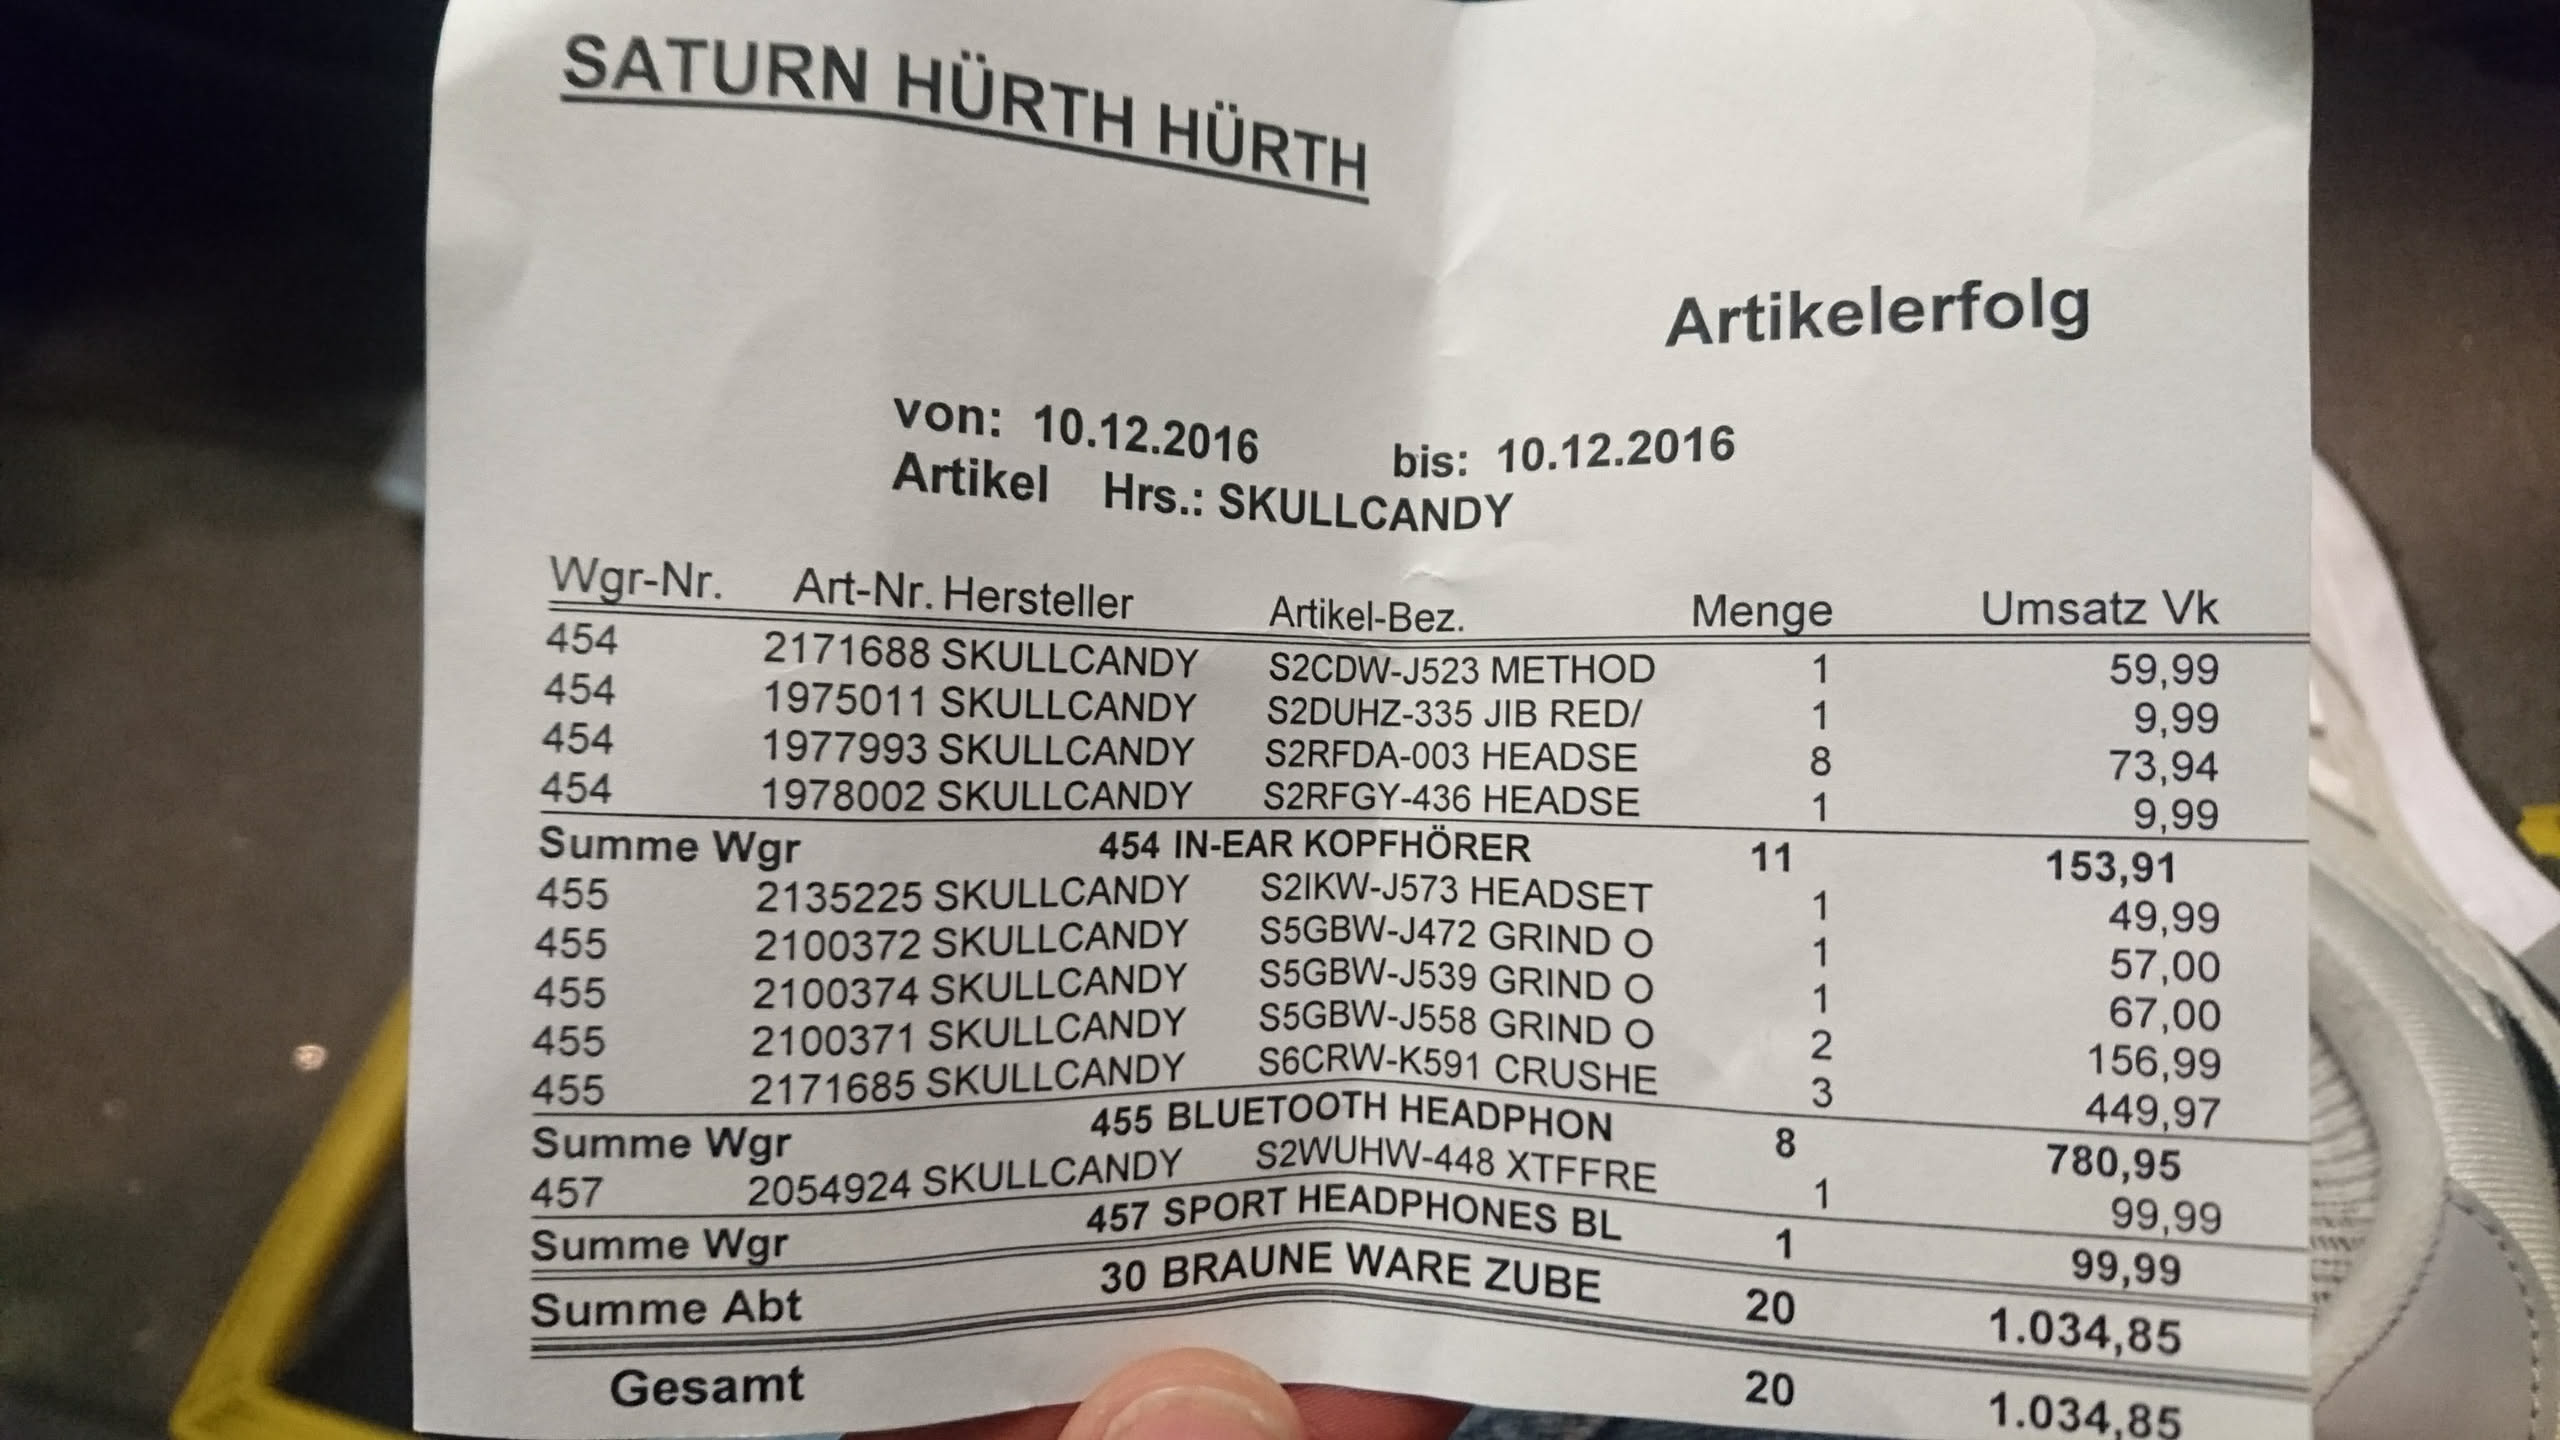 SATURN HÜRTH HÜRTH
Artikelerfolg
von: 10.12.2016 bis: 10.12.2016
Artikel Hrs.: SKULLCANDY
Wgr-Nr. Art-Nr. Hersteller Artikel-Bez. Menge Umsatz Vk
454 2171688 SKULLCANDY S2CDW-J523 METHOD 1 59,99
454 1975011 SKULLCANDY S2DUHZ-335 JIB RED/ 1 9,99
454 1977993 SKULLCANDY S2RFDA-003 HEADSE 8 73,94
454 1978002 SKULLCANDY S2RFGY-436 HEADSE 1 9,99
Summe Wgr 454 IN-EAR KOPFHÖRER 11 153,91
455 2135225 SKULLCANDY S2IKW-J573 HEADSET 1 49,99
455 2100372 SKULLCANDY S5GBW-J472 GRIND O 1 57,00
455 2100374 SKULLCANDY S5GBW-J539 GRIND O 1 67,00
455 2100371 SKULLCANDY S5GBW-J558 GRIND O 2 156,99
455 2171685 SKULLCANDY S6CRW-K591 CRUSHE 3 449,97
Summe Wgr 455 BLUETOOTH HEADPHON 8 780,95
457 2054924 SKULLCANDY S2WUHW-448 XTFFRE 1 99,99
Summe Wgr 457 SPORT HEADPHONES BL 1 99,99
Summe Abt 30 BRAUNE WARE ZUBE 20 1.034,85
Gesamt 20 1.034,85